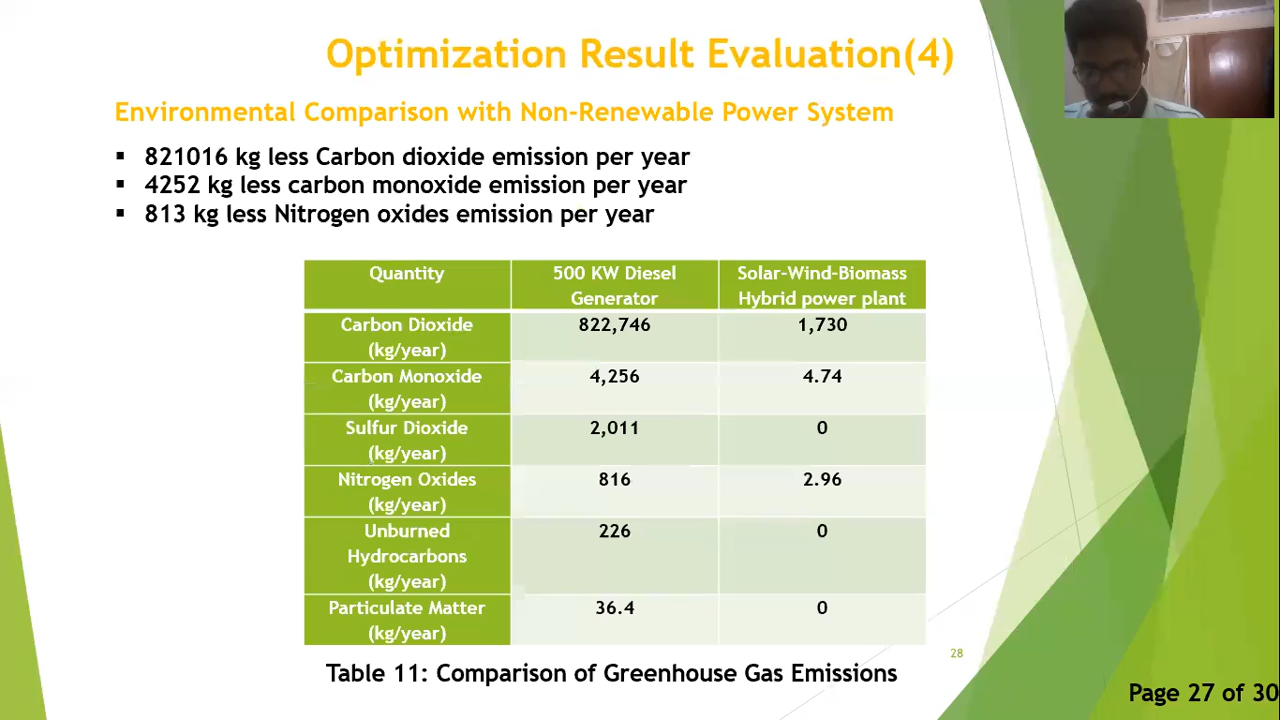 Optimization Result Evaluation(4)
Environmental Comparison with Non-Renewable Power System
▪ 821016 kg less Carbon dioxide emission per year
▪ 4252 kg less carbon monoxide emission per year
▪ 813 kg less Nitrogen oxides emission per year
Quantity 500 KW Diesel Generator Solar-Wind-Biomass Hybrid power plant
Carbon Dioxide (kg/year) 822,746 1,730
Carbon Monoxide (kg/year) 4,256 4.74
Sulfur Dioxide (kg/year) 2,011 0
Nitrogen Oxides (kg/year) 816 2.96
Unburned Hydrocarbons (kg/year) 226 0
Particulate Matter (kg/year) 36.4 0
Table 11: Comparison of Greenhouse Gas Emissions
28
Page 27 of 30